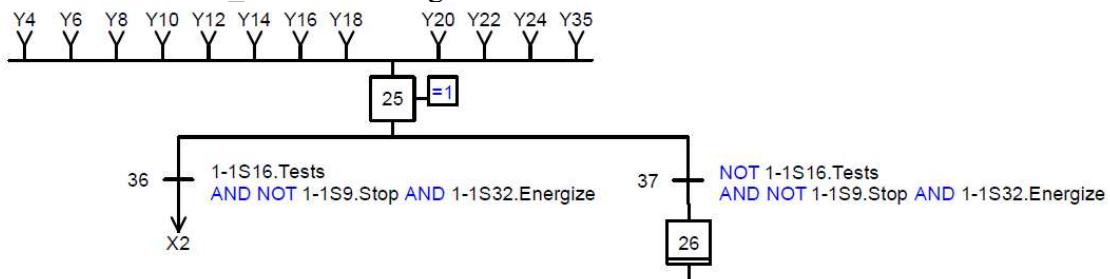 Y4 Y6 Y8 Y10 Y12 Y14 Y16 Y18 Y20 Y22 Y24 Y35
25 =1
36 1-1S16.Tests
AND NOT 1-1S9.Stop AND 1-1S32.Energize
37 NOT 1-1S16.Tests
AND NOT 1-1S9.Stop AND 1-1S32.Energize
X2
26